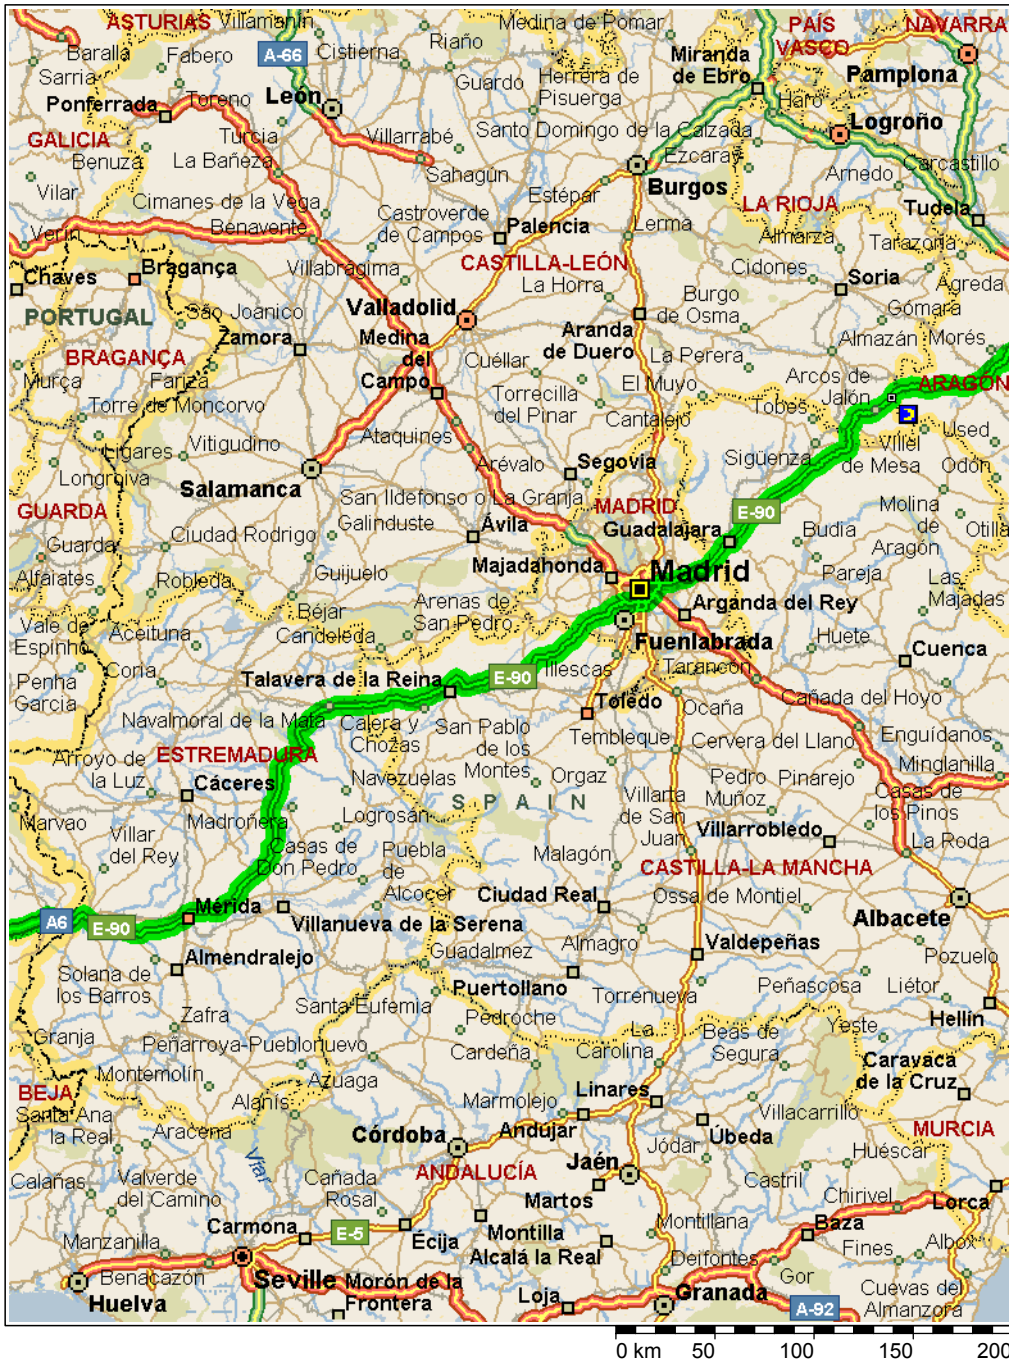 ASTURIAS
Villamanín
Medina de Pomar
PAÍS
VASCO
NAVARRA
Baralla
Fabero
A-66
Cistierna
Riaño
Miranda
de Ebro
Pamplona
Sarria
Toreno
León
Guardo
Herrera de
Pisuerga
Haro
Ponferrada
Turcia
Villarrabé
Santo Domingo de la Calzada
Logroño
GALICIA
Benuza
La Bañeza
Sahagún
Ezcaray
Carcastillo
Vilar
Estépar
Burgos
Arnedo
Cimanes de la Vega
Castroverde
de Campos
Palencia
Lerma
LA RIOJA
Tudela
Verín
Benavente
Almarza
Tarazona
Chaves
Bragança
Villabrágima
CASTILLA-LEÓN
Cidones
Soria
Agreda
La Horra
PORTUGAL
São Joanico
Valladolid
Burgo
de Osma
Gómara
Zamora
Medina
del
Campo
Aranda
de Duero
Almazán
Morés
BRAGANÇA
Cuéllar
La Perera
Murça
Fariza
Torrecilla
del Pinar
El Muyo
Arcos de
Jalón
ARAGÓN
Torre de Moncorvo
Cantalejo
Tobes
Ligares
Vitigudino
Ataquines
Villel
de Mesa
Used
Longroiva
Arévalo
Segovia
Sigüenza
Odón
Salamanca
San Ildefonso o La Granja
Molina
de
Aragón
GUARDA
Galinduste
MADRID
E-90
Otilla
Ciudad Rodrigo
Ávila
Guadalajara
Budia
Guarda
Guijuelo
Majadahonda
Madrid
Pareja
Las
Majadas
Alfaiates
Robleda
Béjar
Arenas de
San Pedro
Arganda del Rey
Vale de
Espinho
Aceituna
Candeleda
Fuenlabrada
Huete
Cuenca
Coria
Illescas
Tarancón
Penha
Garcia
Talavera de la Reina
E-90
Toledo
Cañada del Hoyo
Navalmoral de la Mata
Calera y
Chozas
San Pablo
de los
Montes
Ocaña
Tembleque
Enguídanos
Arroyo de
la Luz
ESTREMADURA
Cervera del Llano
Cáceres
Navezuelas
Orgaz
Pedro
Muñoz
Pinarejo
Minglanilla
Marvao
Madroñera
Logrosán
SPAIN
Villarta
de San
Juan
Casas de
los Pinos
Villar
del Rey
Casas de
Don Pedro
Puebla
de
Alcocer
Malagón
Villarrobledo
La Roda
CASTILLA-LA MANCHA
A6
E-90
Mérida
Villanueva de la Serena
Ciudad Real
Ossa de Montiel
Albacete
Almendralejo
Guadalmez
Almagro
Valdepeñas
Solana de
los Barros
Puertollano
Pozuelo
Santa Eufemia
Torrenueva
Peñascosa
Liétor
Zafra
Pedroche
Hellin
Granja
Peñarroya-Pueblonuevo
Cardeña
La
Carolina
Beas de
Segura
Yeste
Montemolín
Azuaga
Caravaca
de la Cruz
BEJA
Alanís
Marmolejo
Linares
Villacarrillo
Santa Ana
la Real
Aracena
Córdoba
Andujar
Úbeda
MURCIA
Viar
Jódar
Huéscar
Calañas
Valverde
del Camino
Cañada
Rosal
ANDALUCÍA
Jaén
Castril
Martos
Chirivel
Lorca
Carmona
E-5
Montilla
Montillana
Baza
Manzanilla
Écija
Alcalá la Real
Deifontes
Fines
Albox
Benacazón
Seville
Morón de la
Frontera
Gor
Huelva
Loja
Granada
A-92
Cuevas del
Almanzora
0 km 50 100 150 200